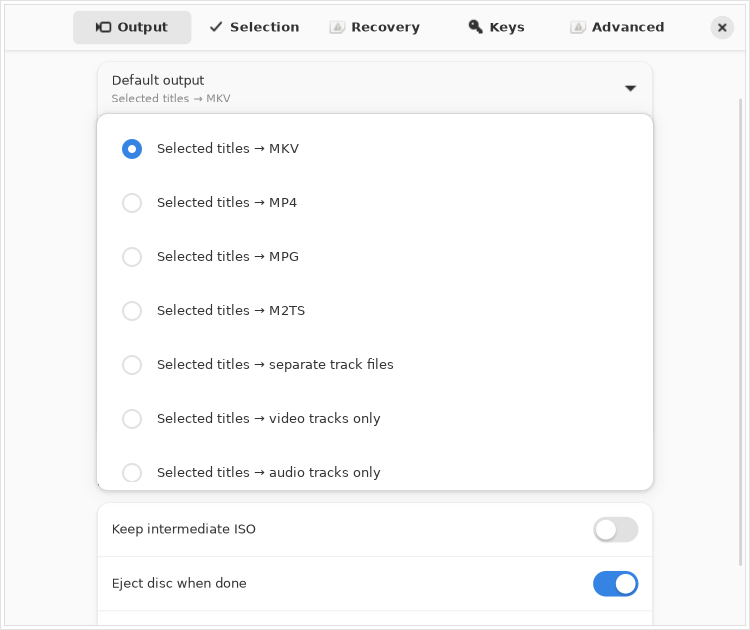 Output
Selection
Recovery
Keys
Advanced
Default output
Selected titles → MKV
Selected titles → MKV
Selected titles → MP4
Selected titles → MPG
Selected titles → M2TS
Selected titles → separate track files
Selected titles → video tracks only
Selected titles → audio tracks only
Keep intermediate ISO
Eject disc when done